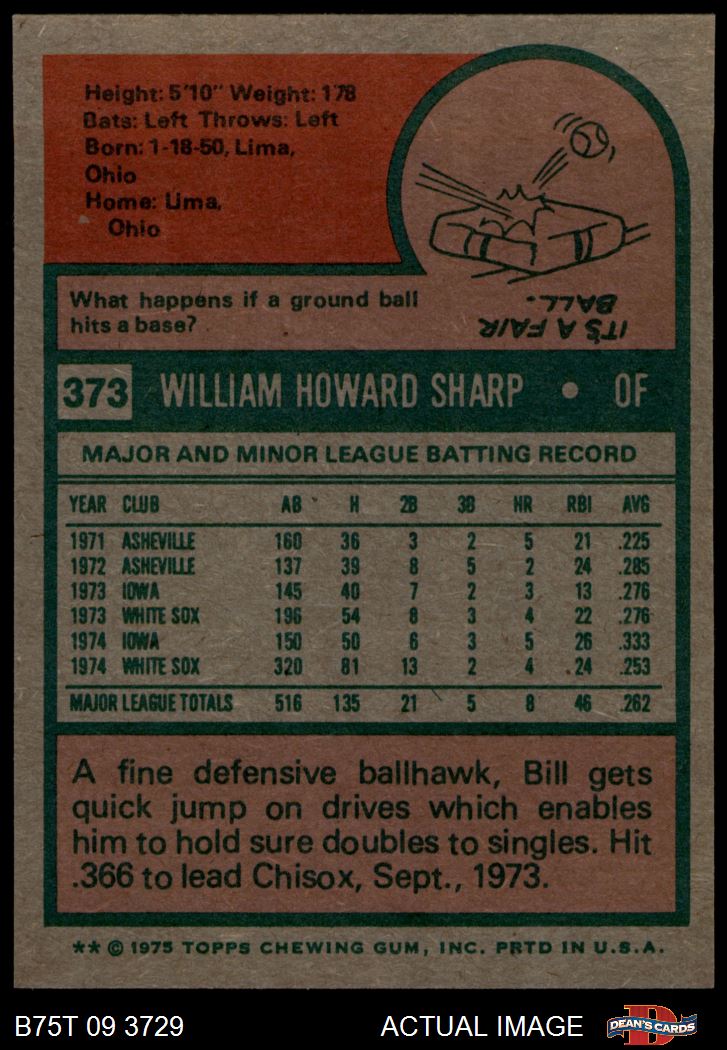 Height: 5'10" Weight: 178
Bats: Left Throws: Left
Born: 1-18-50, Lima,
Ohio
Home: Lima,
Ohio
What happens if a ground ball
hits a base?
IT'S A FAIR
BALL.
373 WILLIAM HOWARD SHARP • OF
MAJOR AND MINOR LEAGUE BATTING RECORD
YEAR CLUB AB H 2B 3B HR RBI AVG
1971 ASHEVILLE 160 36 3 2 5 21 .225
1972 ASHEVILLE 137 39 8 5 2 24 .285
1973 IOWA 145 40 7 2 3 13 .276
1973 WHITE SOX 196 54 8 3 4 22 .276
1974 IOWA 150 50 6 3 5 26 .333
1974 WHITE SOX 320 81 13 2 4 24 .253
MAJOR LEAGUE TOTALS 516 135 21 5 8 46 .262
A fine defensive ballhawk, Bill gets
quick jump on drives which enables
him to hold sure doubles to singles. Hit
.366 to lead Chisox, Sept., 1973.
** © 1975 TOPPS CHEWING GUM, INC. PRTD IN U.S.A.
B75T 09 3729 ACTUAL IMAGE D DEAN'S CARDS